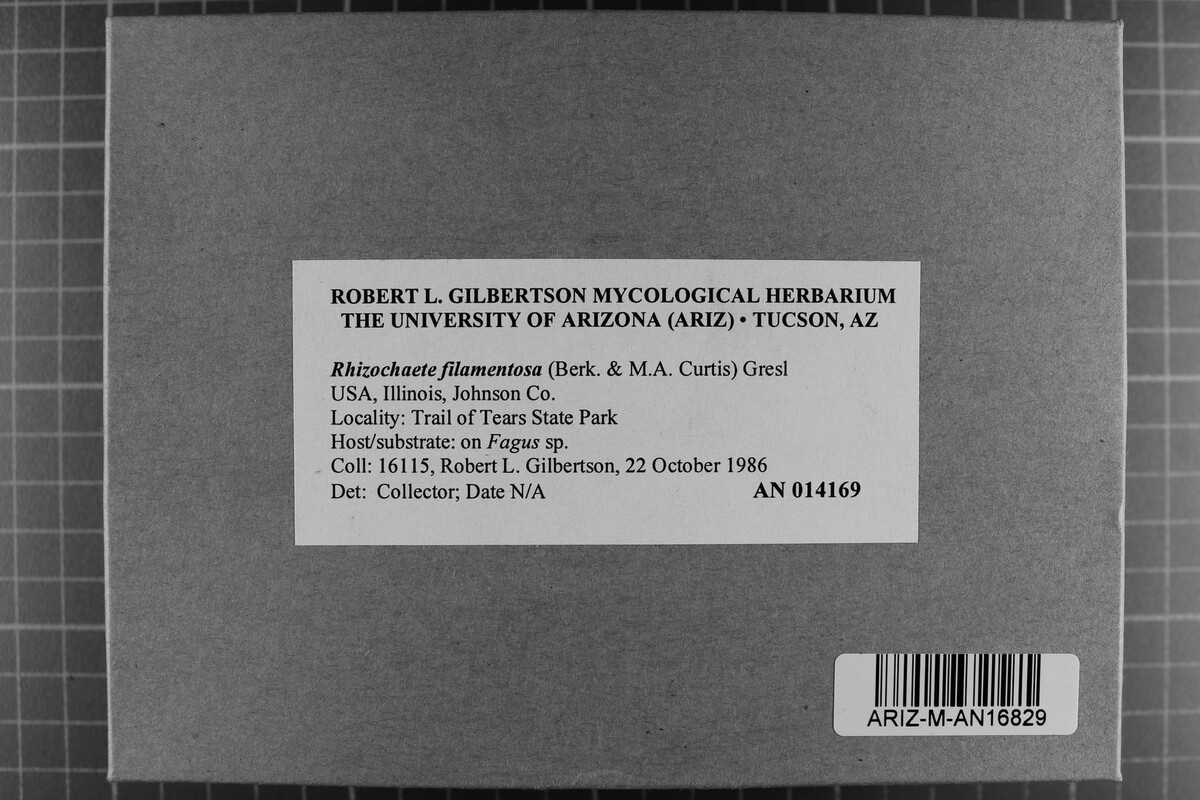 ROBERT L. GILBERTSON MYCOLOGICAL HERBARIUM
THE UNIVERSITY OF ARIZONA (ARIZ) • TUCSON, AZ
Rhizochaete filamentosa (Berk. & M.A. Curtis) Gresl
USA, Illinois, Johnson Co.
Locality: Trail of Tears State Park
Host/substrate: on Fagus sp.
Coll: 16115, Robert L. Gilbertson, 22 October 1986
Det: Collector; Date N/A AN 014169
ARIZ-M-AN16829